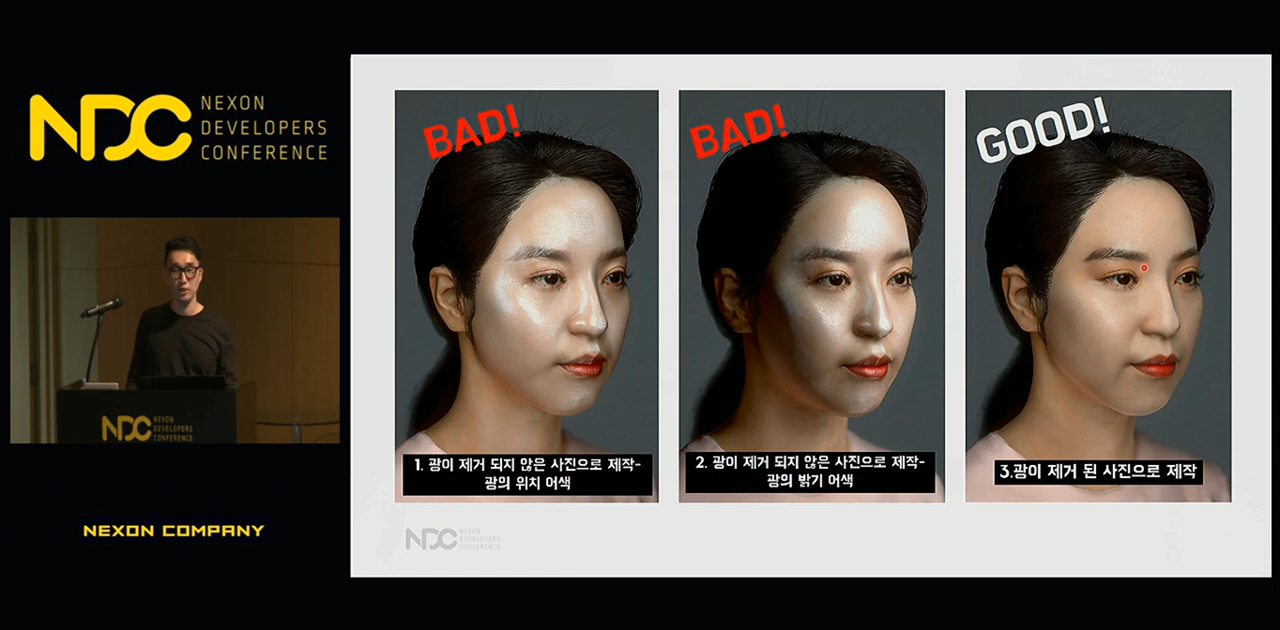 NDC NEXON
DEVELOPERS
CONFERENCE
NDC NEXON
DEVELOPERS
CONFERENCE
NEXON COMPANY
BAD!
1. 광이 제거 되지 않은 사진으로 제작-
광의 위치 어색
BAD!
2. 광이 제거 되지 않은 사진으로 제작-
광의 밝기 어색
GOOD!
3.광이 제거 된 사진으로 제작
NDC NEXON
DEVELOPERS
CONFERENCE